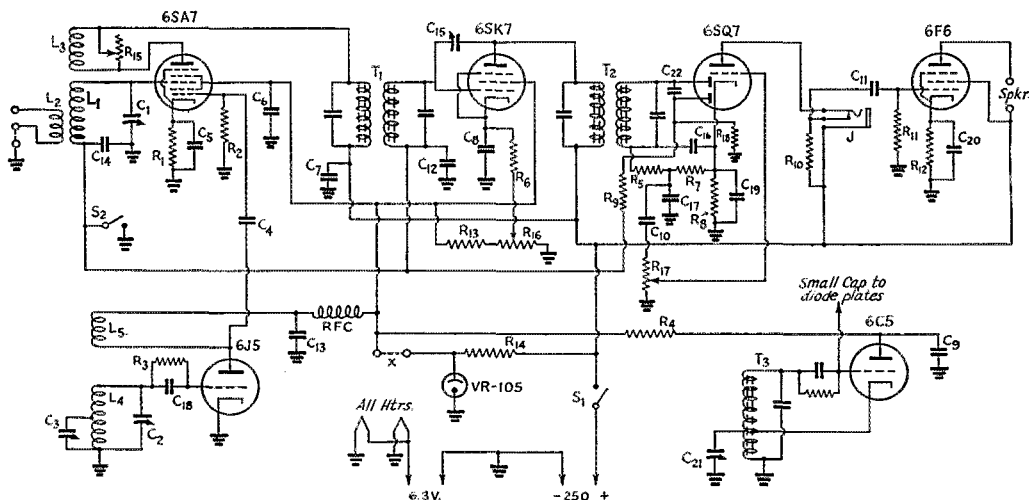 6SA7
6SK7
6SQ7
6F6
L3
R15
C15
L2
L1
C1
C6
T1
T2
C22
C11
Spkr.
C14
R1
C5
R2
C7
C12
C8
R6
C16
R18
R5
R7
C17
C19
R9
R8
C10
R10
J
R11
R12
C20
S2
C4
R13
R16
R17
Small Cap to
diode plates
L5
RFC
C13
R4
6C5
C9
6J5
R3
X
R14
VR-105
S1
T3
L4
C18
C3
C2
All Htrs.
C21
6.3V.
-250 +